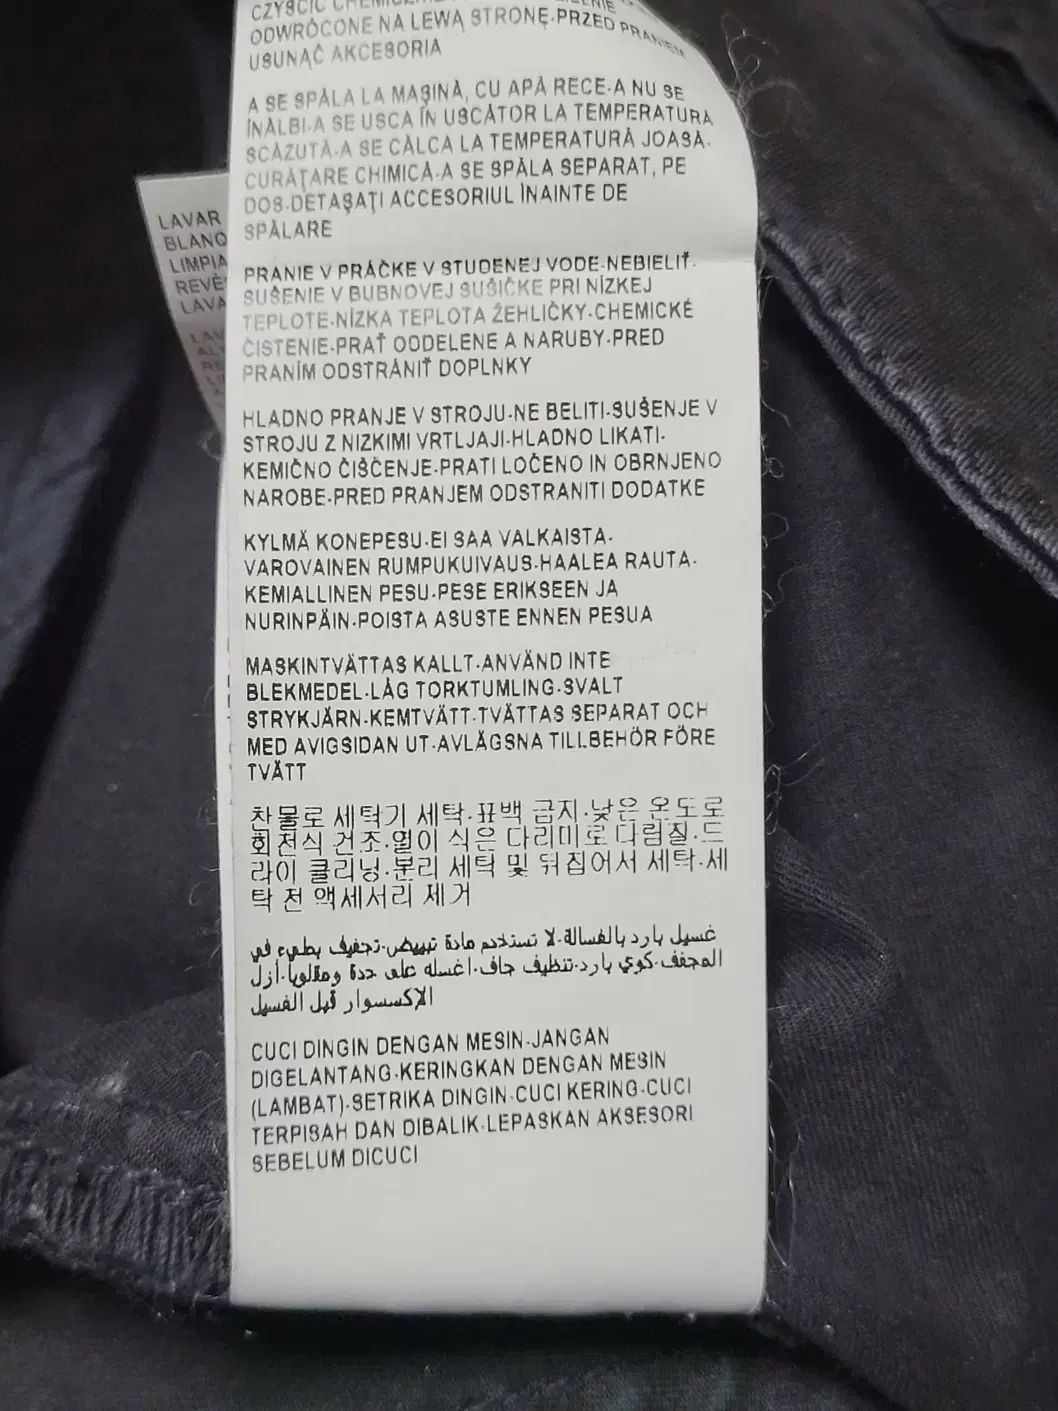 CZYŚCIĆ
ODWRÓCONE NA LEWĄ STRONĘ·PRZED PRANIEM
USUNĄĆ AKCESORIA
A SE SPĂLA LA MAŞINĂ, CU APĂ RECE·A NU SE
ÎNĂLBI·A SE USCA ÎN USCĂTOR LA TEMPERATURĂ
SCĂZUTĂ·A SE CĂLCA LA TEMPERATURĂ JOASĂ·
CURĂŢARE CHIMICĂ·A SE SPĂLA SEPARAT, PE
DOS·DETAŞAŢI ACCESORIUL ÎNAINTE DE
SPĂLARE
PRANIE V PRÁČKE V STUDENEJ VODE·NEBIELIŤ·
SUŠENIE V BUBNOVEJ SUŠIČKE PRI NÍZKEJ
TEPLOTE·NÍZKA TEPLOTA ŽEHLIČKY·CHEMICKÉ
ČISTENIE·PRAŤ ODDELENE A NARUBY·PRED
PRANÍM ODSTRÁNIŤ DOPLNKY
HLADNO PRANJE V STROJU·NE BELITI·SUŠENJE V
STROJU Z NIZKIMI VRTLJAJI·HLADNO LIKATI·
KEMIČNO ČIŠČENJE·PRATI LOČENO IN OBRNJENO
NAROBE·PRED PRANJEM ODSTRANITI DODATKE
KYLMÄ KONEPESU·EI SAA VALKAISTA·
VAROVAINEN RUMPUKUIVAUS·HAALEA RAUTA·
KEMIALLINEN PESU·PESE ERIKSEEN JA
NURINPÄIN·POISTA ASUSTE ENNEN PESUA
MASKINTVÄTTAS KALLT·ANVÄND INTE
BLEKMEDEL·LÅG TORKTUMLING·SVALT
STRYKJÄRN·KEMTVÄTT·TVÄTTAS SEPARAT OCH
MED AVIGSIDAN UT·AVLÄGSNA TILLBEHÖR FÖRE
TVÄTT
찬물로 세탁기 세탁·표백 금지·낮은 온도로
회전식 건조·열이 식은 다리미로 다림질·드
라이 클리닝·분리 세탁 및 뒤집어서 세탁·세
탁 전 액세서리 제거
غسيل بارد بالغسالة·لا تستخدم مادة تبييض·تجفيف بطيء في
المجفف·كوي بارد·تنظيف جاف·اغسله على حدة ومقلوباً·أزل
الإكسسوار قبل الغسيل
CUCI DINGIN DENGAN MESIN·JANGAN
DIGELANTANG·KERINGKAN DENGAN MESIN
(LAMBAT)·SETRIKA DINGIN·CUCI KERING·CUCI
TERPISAH DAN DIBALIK·LEPASKAN AKSESORI
SEBELUM DICUCI
LAVAR